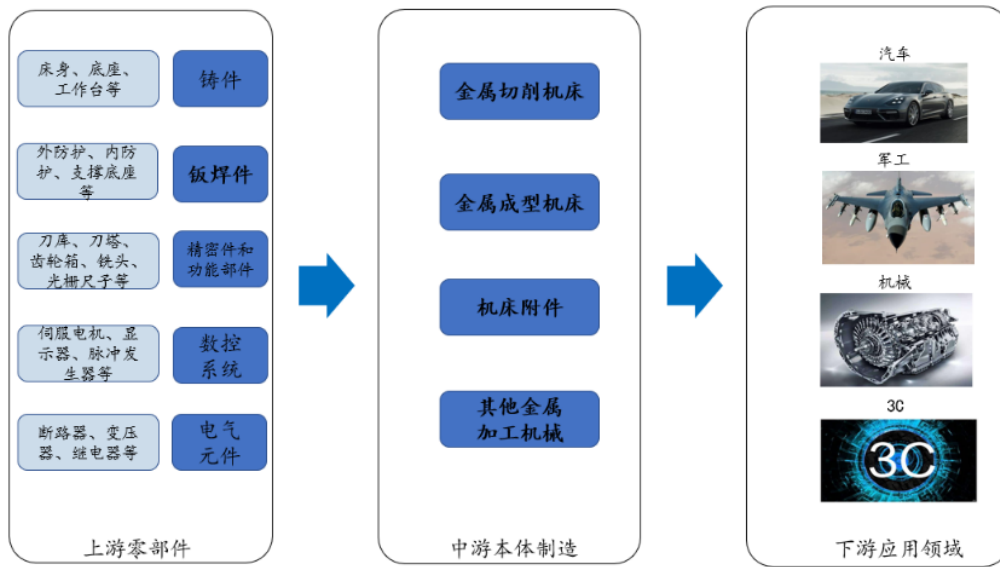 床身、底座、
工作台等
铸件
外防护、内防
护、支撑底座
等
钣焊件
刀库、刀塔、
齿轮箱、铣头、
光栅尺子等
精密件和
功能部件
伺服电机、显
示器、脉冲发
生器等
数控
系统
断路器、变压
器、继电器等
电气
元件
上游零部件
金属切削机床
金属成型机床
机床附件
其他金属
加工机械
中游本体制造
汽车
军工
机械
3C
3C
下游应用领域